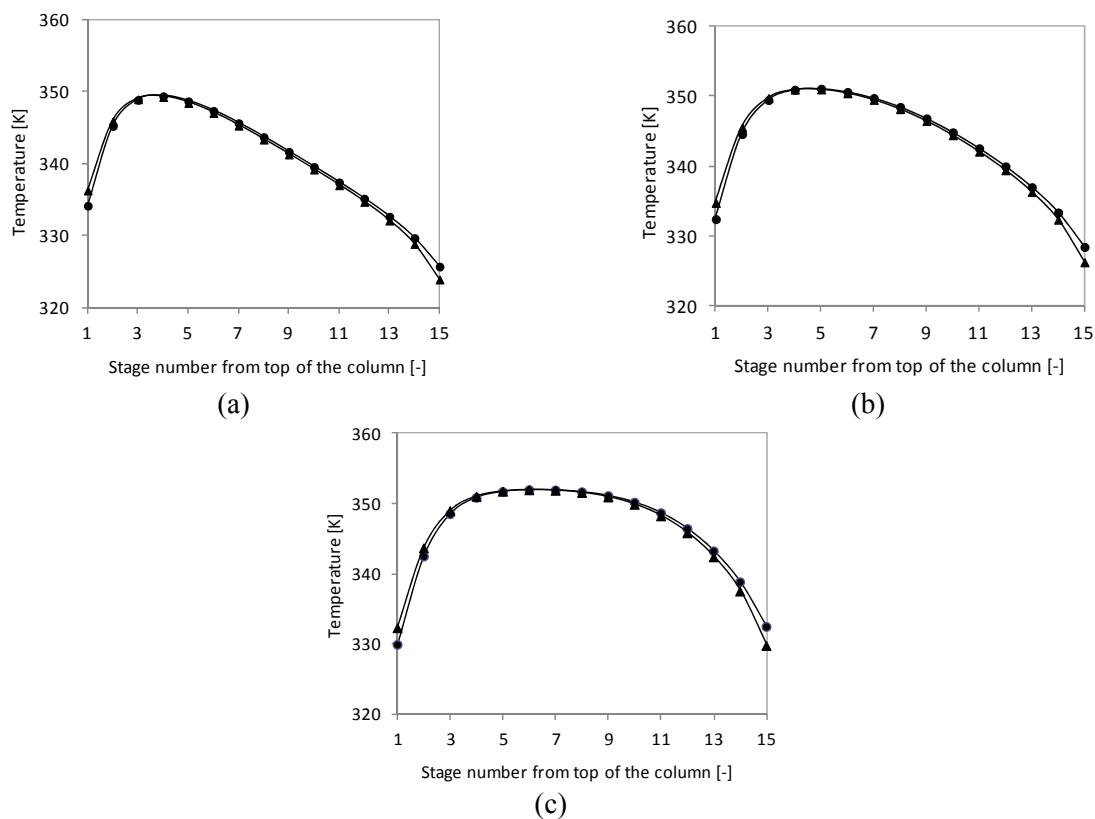 360
350
340
330
320
Temperature [K]
1 3 5 7 9 11 13 15
Stage number from top of the column [-]
(a)
360
350
340
330
320
Temperature [K]
1 3 5 7 9 11 13 15
Stage number from top of the column [-]
(b)
360
350
340
330
320
Temperature [K]
1 3 5 7 9 11 13 15
Stage number from top of the column [-]
(c)